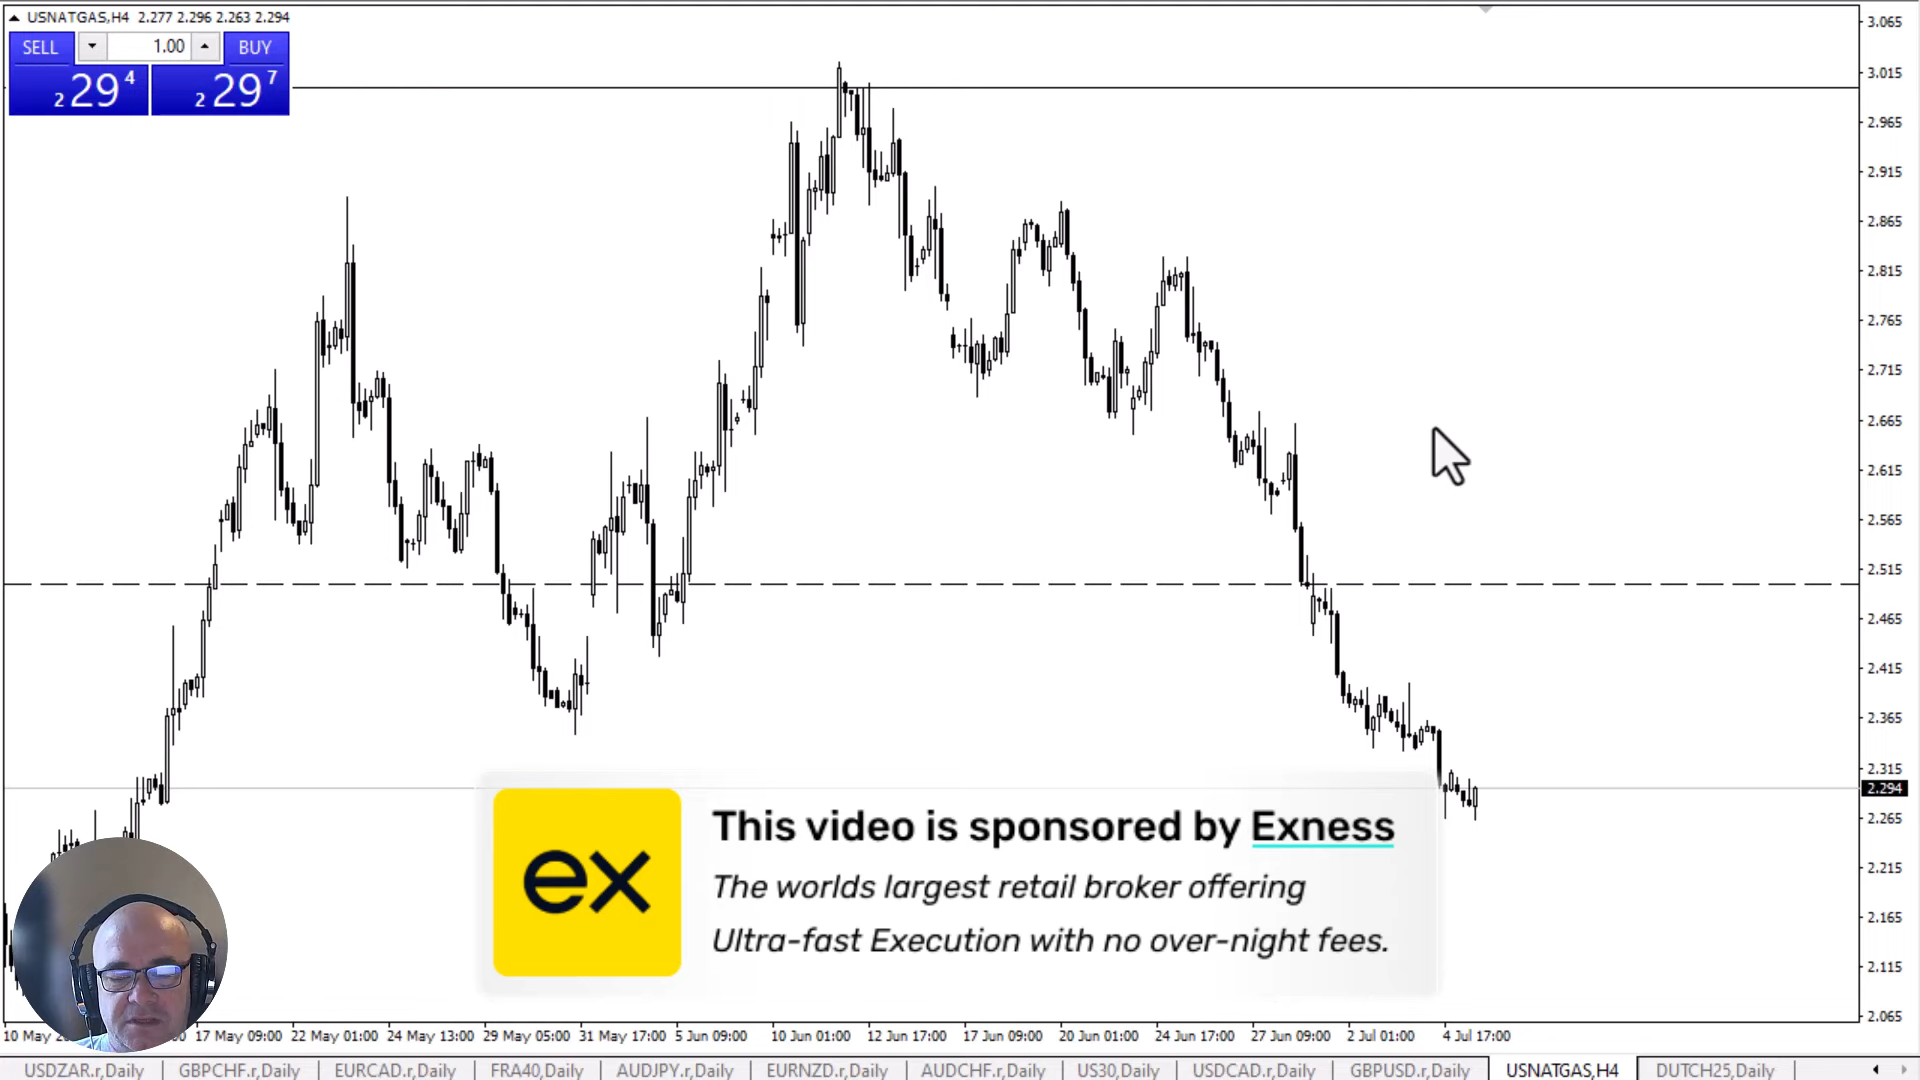 USNATGAS,H4 2.277 2.296 2.263 2.294
SELL 1.00 BUY
2 29 4 2 29 7
3.065
3.015
2.965
2.915
2.865
2.815
2.765
2.715
2.665
2.615
2.565
2.515
2.465
2.415
2.365
2.315
2.294
2.265
2.215
2.165
2.115
2.065
ex
This video is sponsored by Exness
The worlds largest retail broker offering
Ultra-fast Execution with no over-night fees.
10 May 17 May 09:00 22 May 01:00 24 May 13:00 29 May 05:00 31 May 17:00 5 Jun 09:00 10 Jun 01:00 12 Jun 17:00 17 Jun 09:00 20 Jun 01:00 24 Jun 17:00 27 Jun 09:00 2 Jul 01:00 4 Jul 17:00
USDZAR.r,Daily GBPCHF.r,Daily EURCAD.r,Daily FRA40,Daily AUDJPY.r,Daily EURNZD.r,Daily AUDCHF.r,Daily US30,Daily USDCAD.r,Daily GBPUSD.r,Daily USNATGAS,H4 DUTCH25,Daily